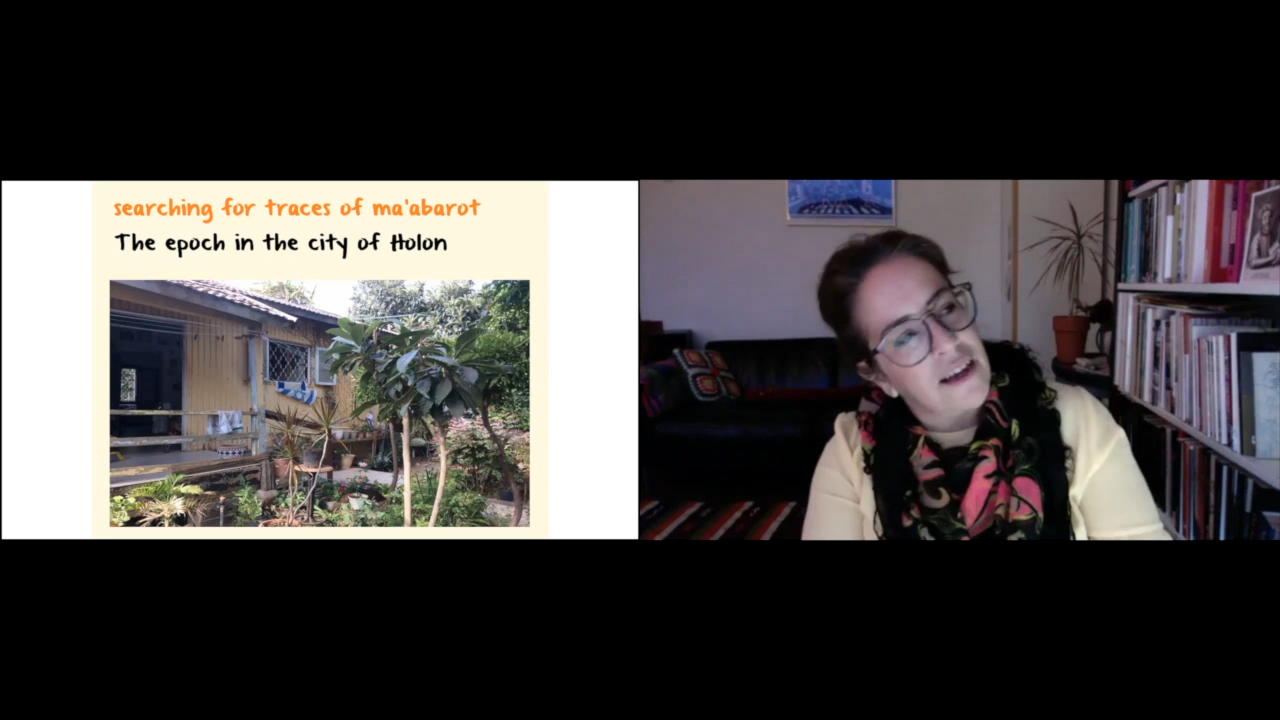 searching for traces of ma'abarot
The epoch in the city of Holon